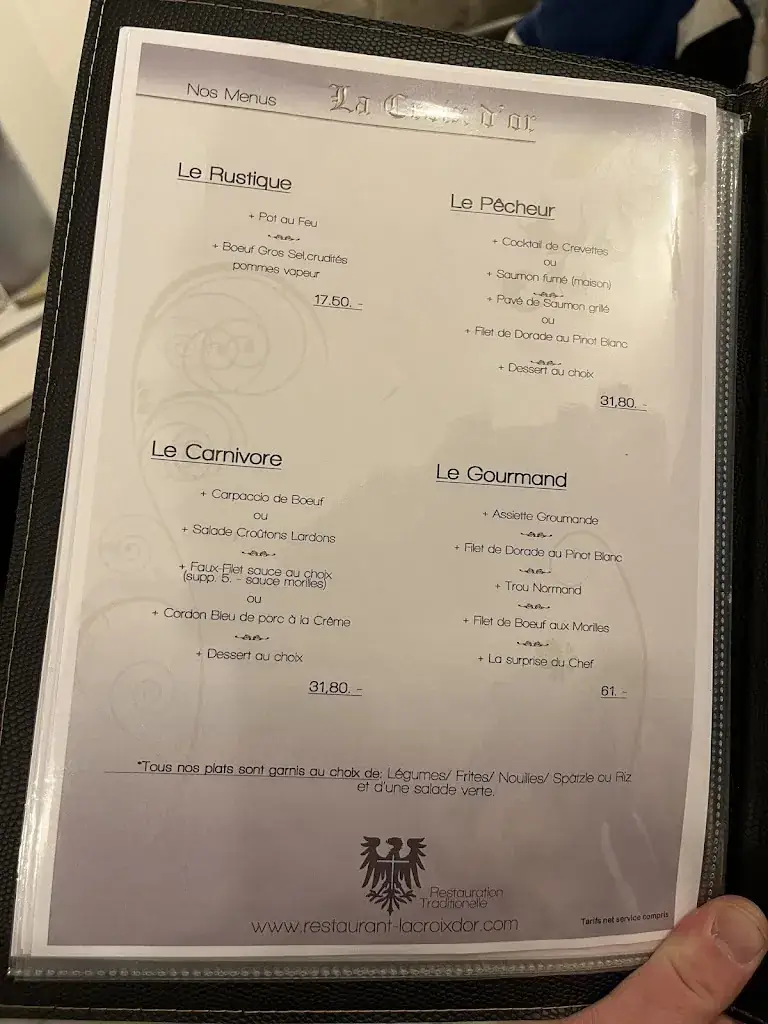 Nos Menus
La Croix d'or
Le Rustique
+ Pot au Feu
+ Boeuf Gros Sel,crudités
pommes vapeur
17.50. -
Le Pêcheur
+ Cocktail de Crevettes
ou
+ Saumon fumé (maison)
+ Pavé de Saumon grillé
ou
+ Filet de Dorade au Pinot Blanc
+ Dessert au choix
31,80. -
Le Carnivore
+ Carpaccio de Boeuf
ou
+ Salade Croûtons Lardons
+ Faux-Filet sauce au choix
(supp. 5. - sauce morilles)
ou
+ Cordon Bleu de porc à la Crême
+ Dessert au choix
31,80. -
Le Gourmand
+ Assiette Groumande
+ Filet de Dorade au Pinot Blanc
+ Trou Normand
+ Filet de Boeuf aux Morilles
+ La surprise du Chef
61. -
*Tous nos plats sont garnis au choix de: Légumes/ Frites/ Nouilles/ Spärzle ou Riz
et d'une salade verte.
Restauration
Traditionelle
www.restaurant-lacroixdor.com
Tarifs net service compris